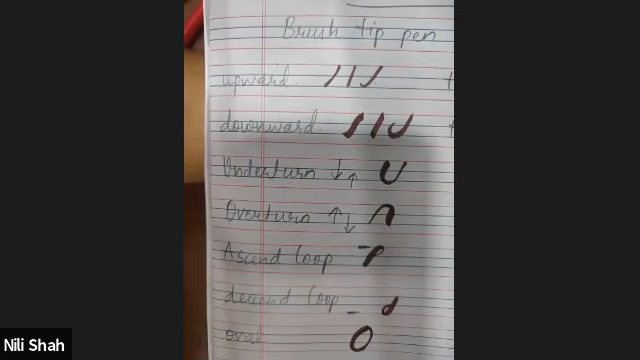 Brush tip pen
upward.
downward.
Underturn ↓↑
Overturn ↑↓
Ascend loop
descend loop
oval
Nili Shah